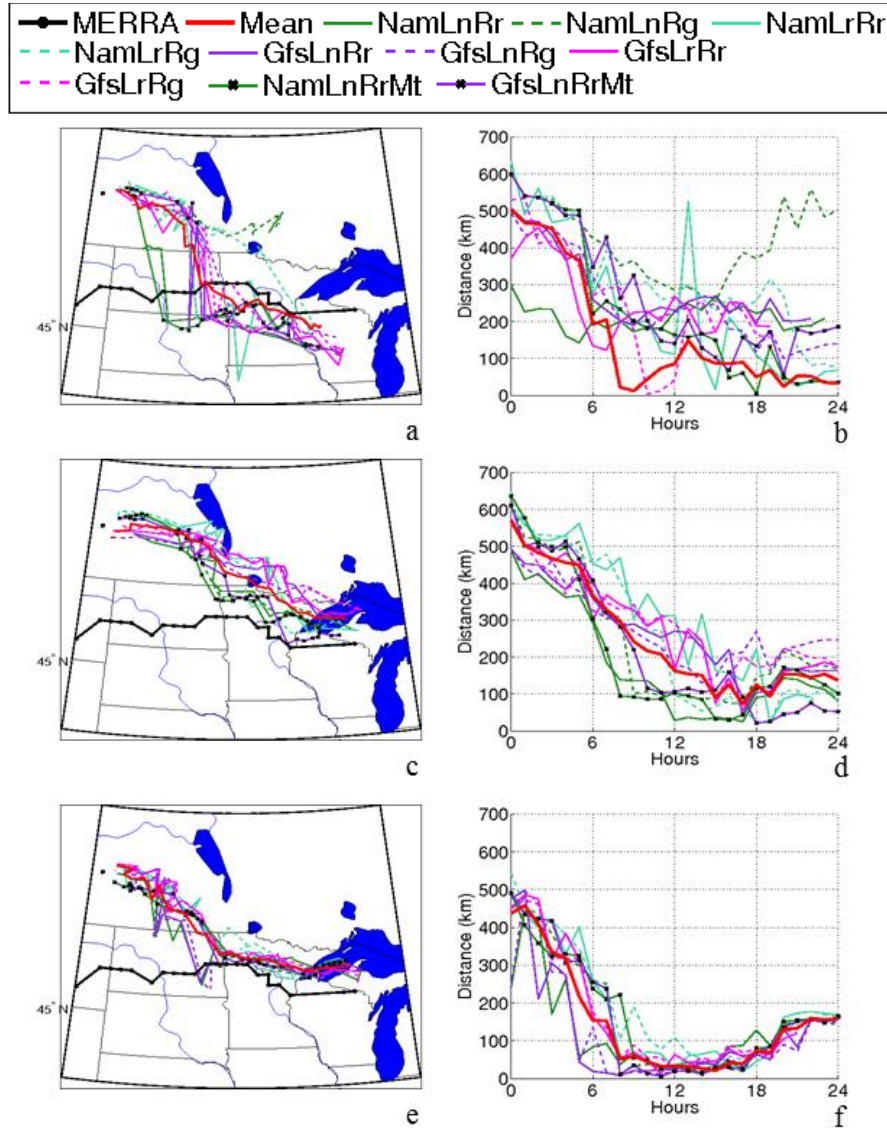 MERRA Mean NamLnRr NamLnRg NamLrRr
NamLrRg GfsLnRr GfsLnRg GfsLrRr
GfsLrRg NamLnRrMt GfsLnRrMt
45° N
a
700
600
500
400
300
200
100
0
Distance (km)
0 6 12 18 24
Hours
b
45° N
c
700
600
500
400
300
200
100
0
Distance (km)
0 6 12 18 24
Hours
d
45° N
e
700
600
500
400
300
200
100
0
Distance (km)
0 6 12 18 24
Hours
f